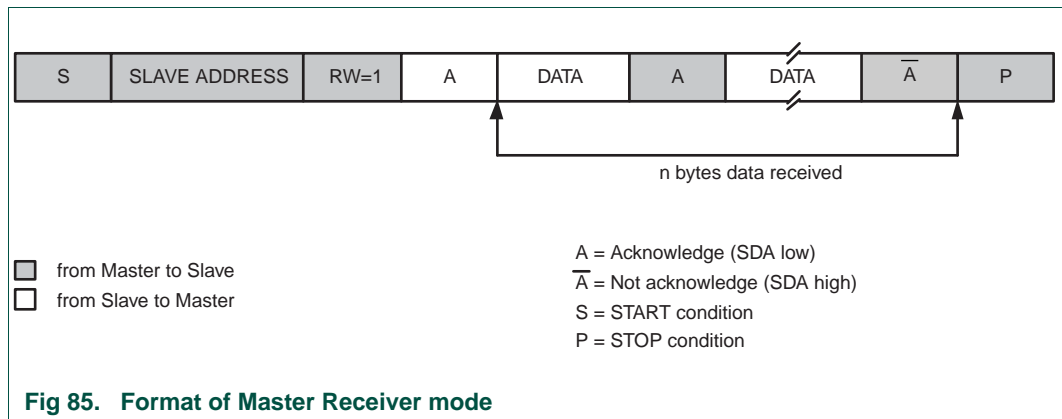 S SLAVE ADDRESS RW=1 A DATA A DATA A̅ P
n bytes data received
from Master to Slave
from Slave to Master
A = Acknowledge (SDA low)
A̅ = Not acknowledge (SDA high)
S = START condition
P = STOP condition
Fig 85. Format of Master Receiver mode